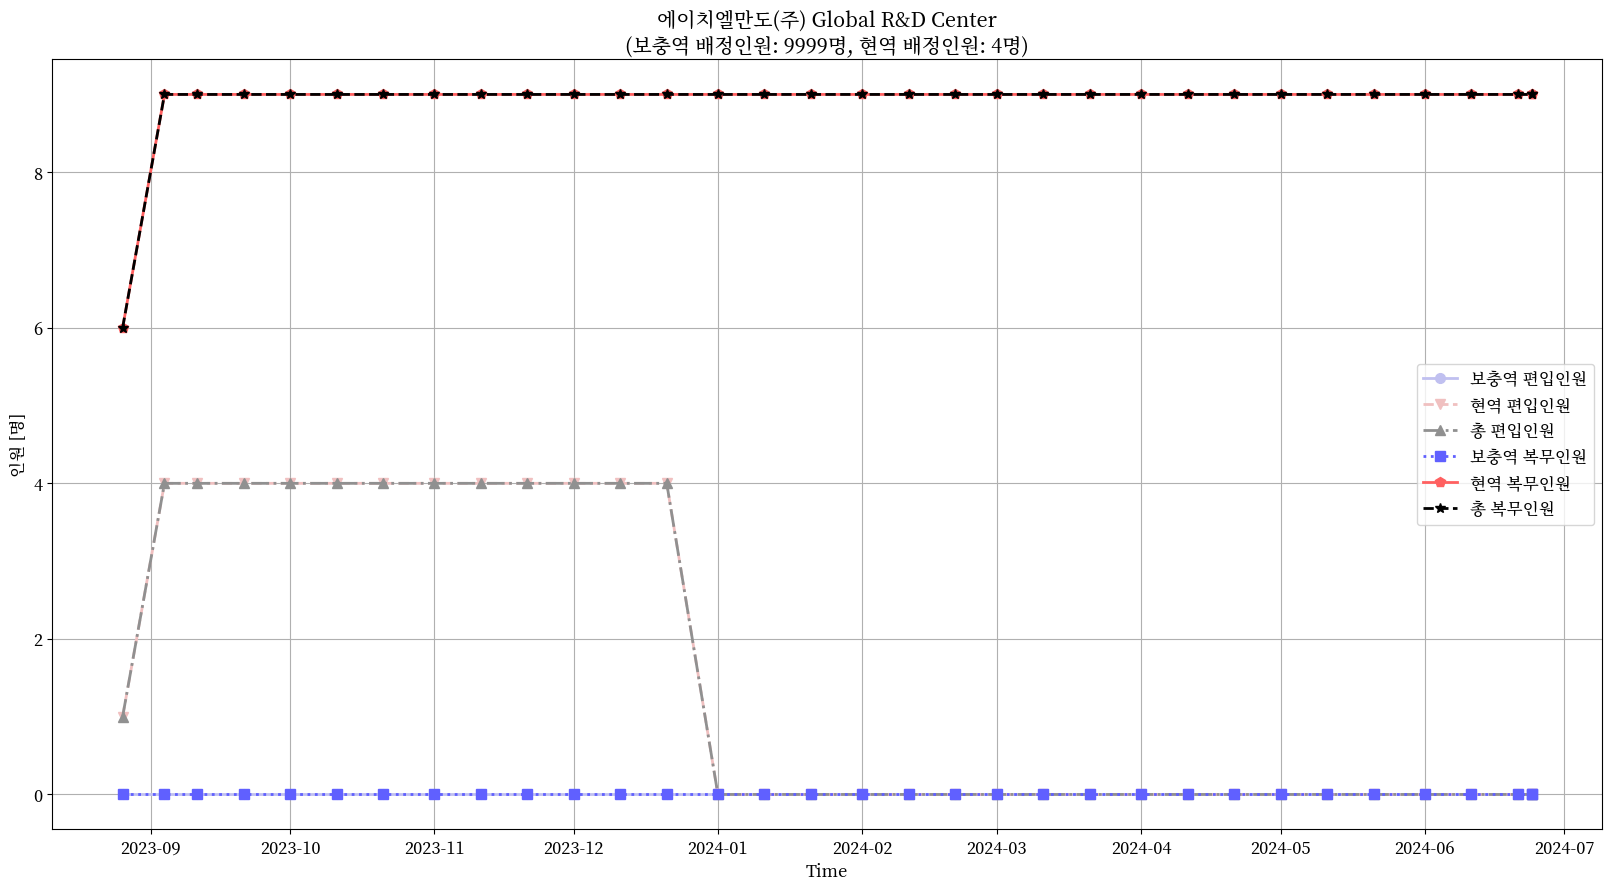 에이치엘만도(주) Global R&D Center
(보충역 배정인원: 9999명, 현역 배정인원: 4명)
인원 [명]
8
6
4
2
0
보충역 편입인원
현역 편입인원
총 편입인원
보충역 복무인원
현역 복무인원
총 복무인원
2023-09
2023-10
2023-11
2023-12
2024-01
2024-02
2024-03
2024-04
2024-05
2024-06
2024-07
Time